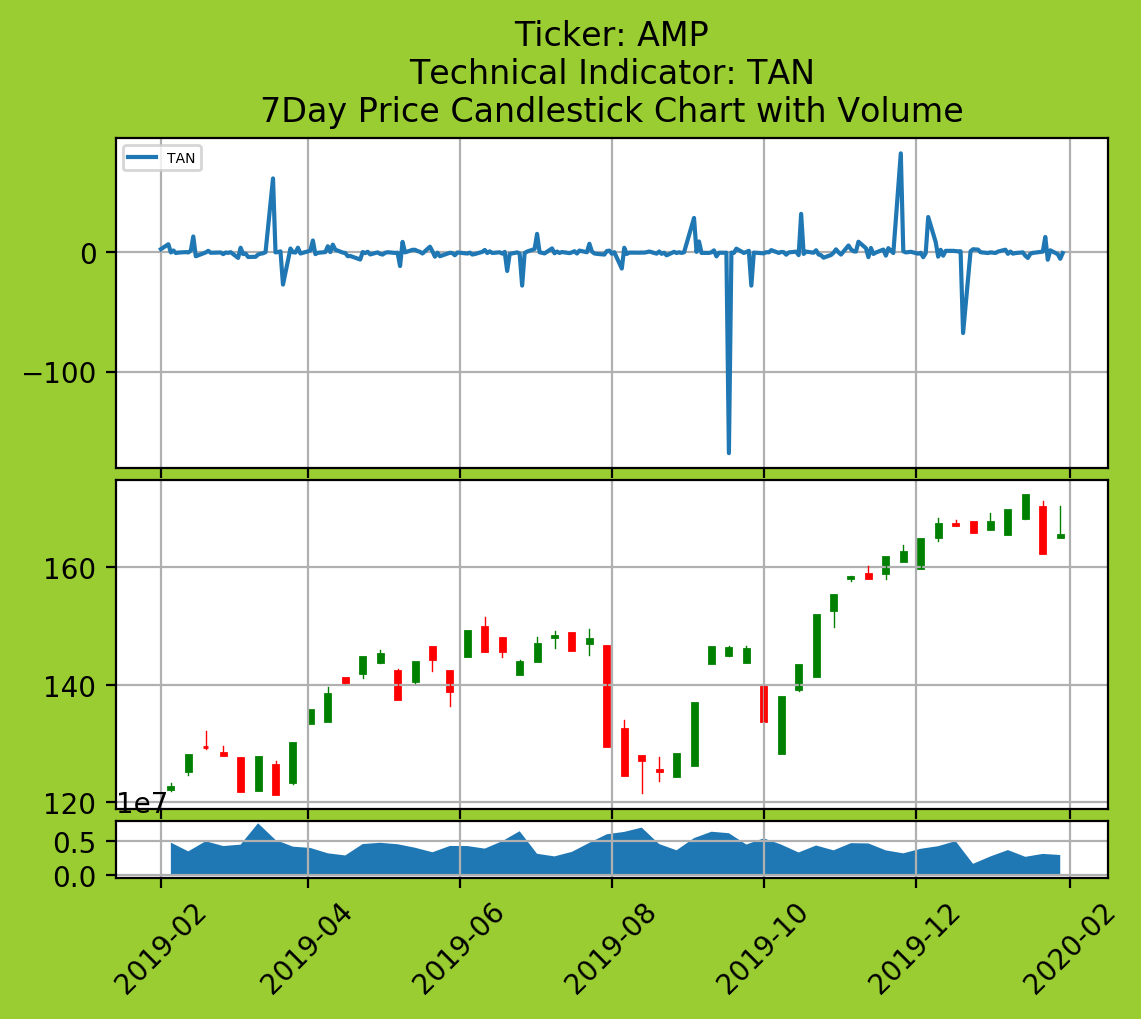 Ticker: AMP
Technical Indicator: TAN
7Day Price Candlestick Chart with Volume
TAN
0
−100
160
140
120
1e7
0.5
0.0
2019-02
2019-04
2019-06
2019-08
2019-10
2019-12
2020-02